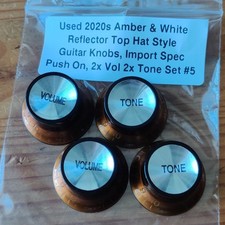 Used 2020s Amber & White
Reflector Top Hat Style
Guitar Knobs, Import Spec
Push On, 2x Vol 2x Tone Set #5
VOLUME
TONE
VOLUME
TONE